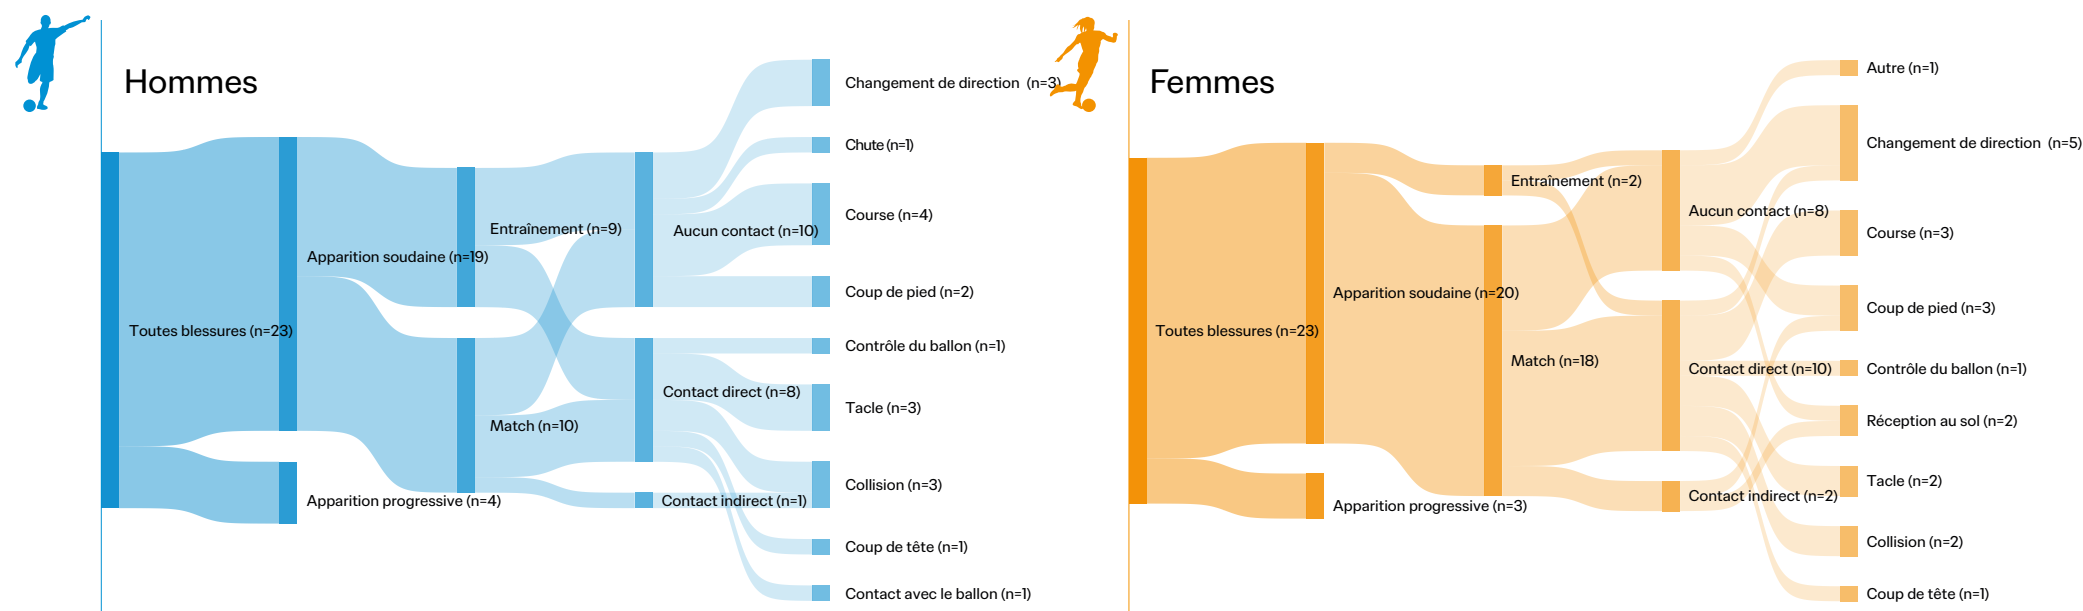 Hommes
Changement de direction (n=3)
Chute (n=1)
Course (n=4)
Entraînement (n=9)
Aucun contact (n=10)
Apparition soudaine (n=19)
Coup de pied (n=2)
Toutes blessures (n=23)
Contrôle du ballon (n=1)
Contact direct (n=8)
Tacle (n=3)
Match (n=10)
Collision (n=3)
Apparition progressive (n=4)
Contact indirect (n=1)
Coup de tête (n=1)
Contact avec le ballon (n=1)
Femmes
Autre (n=1)
Changement de direction (n=5)
Entraînement (n=2)
Aucun contact (n=8)
Course (n=3)
Apparition soudaine (n=20)
Coup de pied (n=3)
Toutes blessures (n=23)
Match (n=18)
Contact direct (n=10)
Contrôle du ballon (n=1)
Réception au sol (n=2)
Tacle (n=2)
Contact indirect (n=2)
Apparition progressive (n=3)
Collision (n=2)
Coup de tête (n=1)